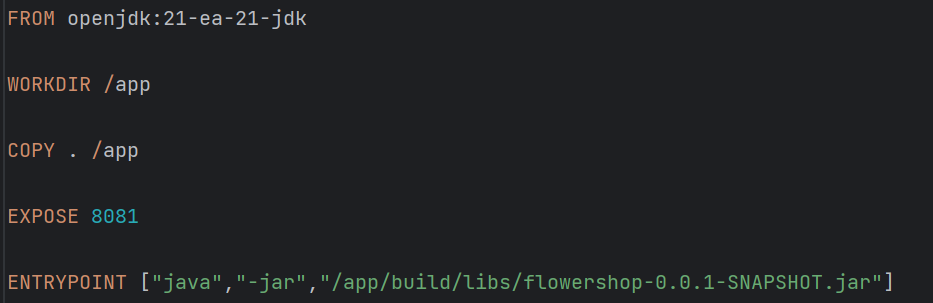 FROM openjdk:21-ea-21-jdk
WORKDIR /app
COPY . /app
EXPOSE 8081
ENTRYPOINT ["java","-jar","/app/build/libs/flowershop-0.0.1-SNAPSHOT.jar"]